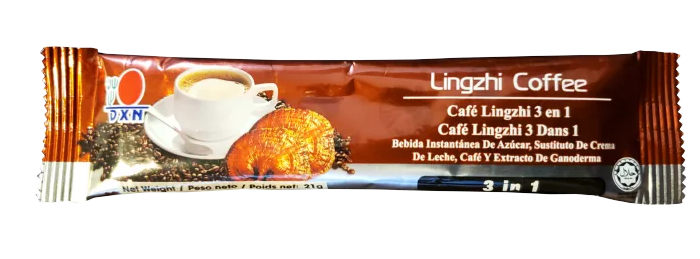 DXN
Lingzhi Coffee
Café Lingzhi 3 en 1
Café Lingzhi 3 Dans 1
Bebida Instantánea De Azúcar, Sustituto De Crema
De Leche, Café Y Extracto De Ganoderma
Net Weight / Peso neto / Poids net: 21g
3 in 1